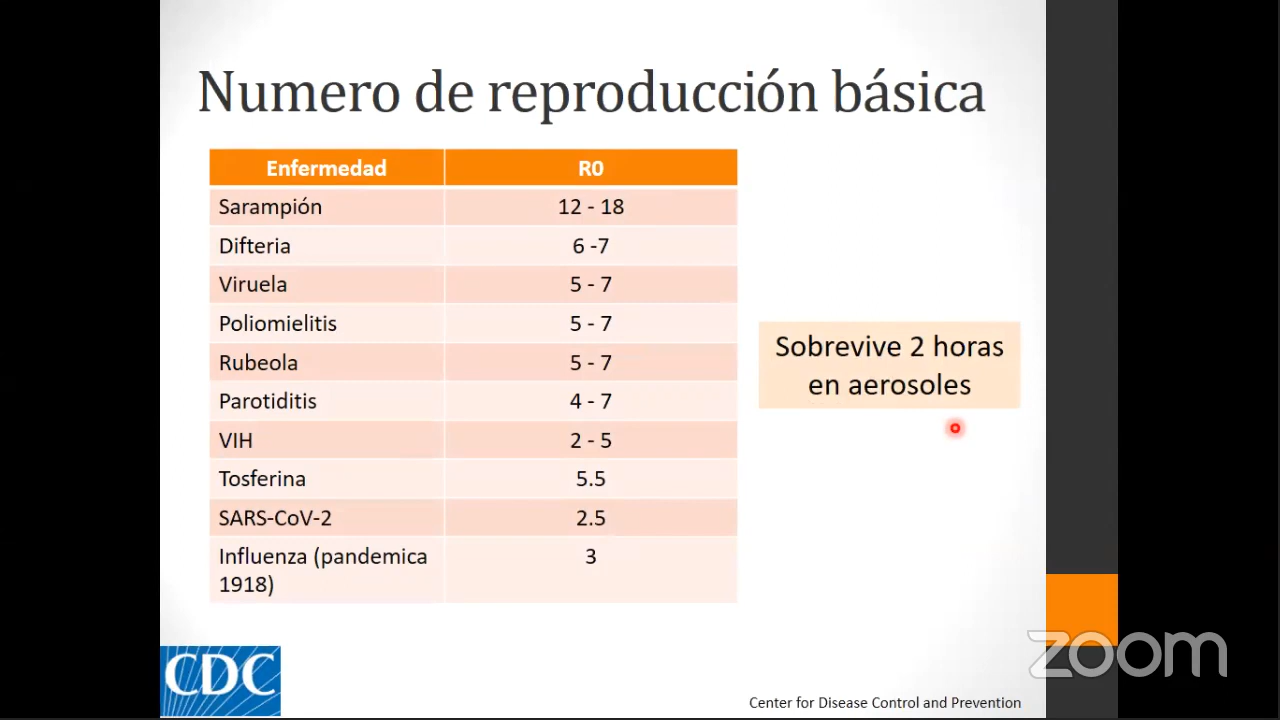 Numero de reproducción básica
Enfermedad R0
Sarampión 12 - 18
Difteria 6 -7
Viruela 5 - 7
Poliomielitis 5 - 7
Rubeola 5 - 7
Parotiditis 4 - 7
VIH 2 - 5
Tosferina 5.5
SARS-CoV-2 2.5
Influenza (pandemica 3
1918)
Sobrevive 2 horas
en aerosoles
CDC
Center for Disease Control and Prevention
zoom